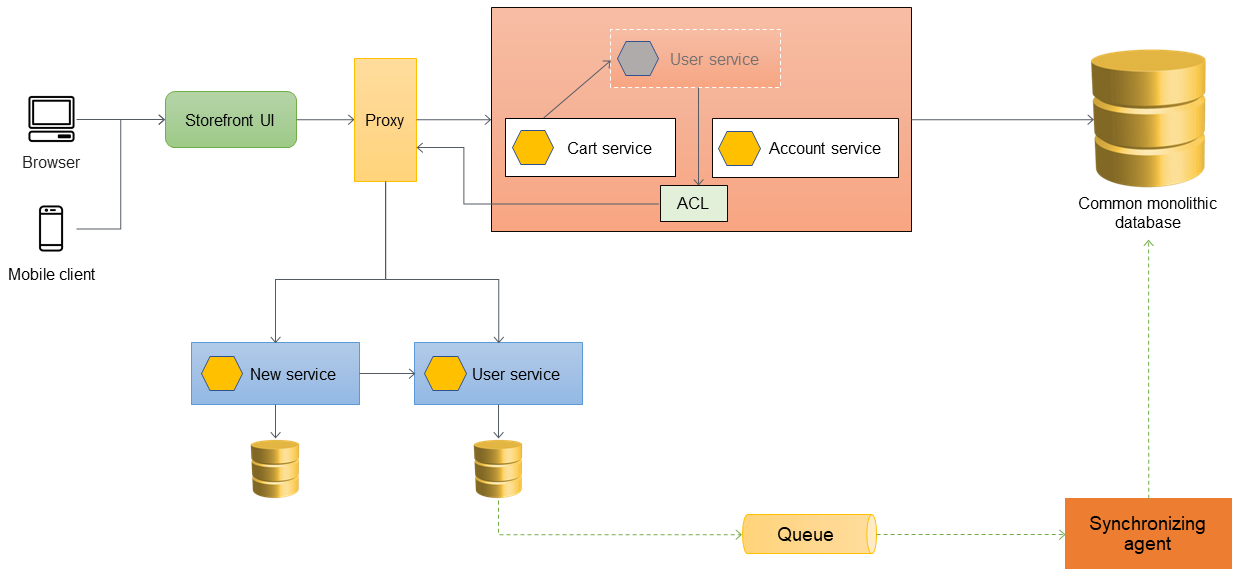 User service
Storefront UI
Proxy
Cart service
Account service
Browser
ACL
Common monolithic
database
Mobile client
New service
User service
Queue
Synchronizing
agent